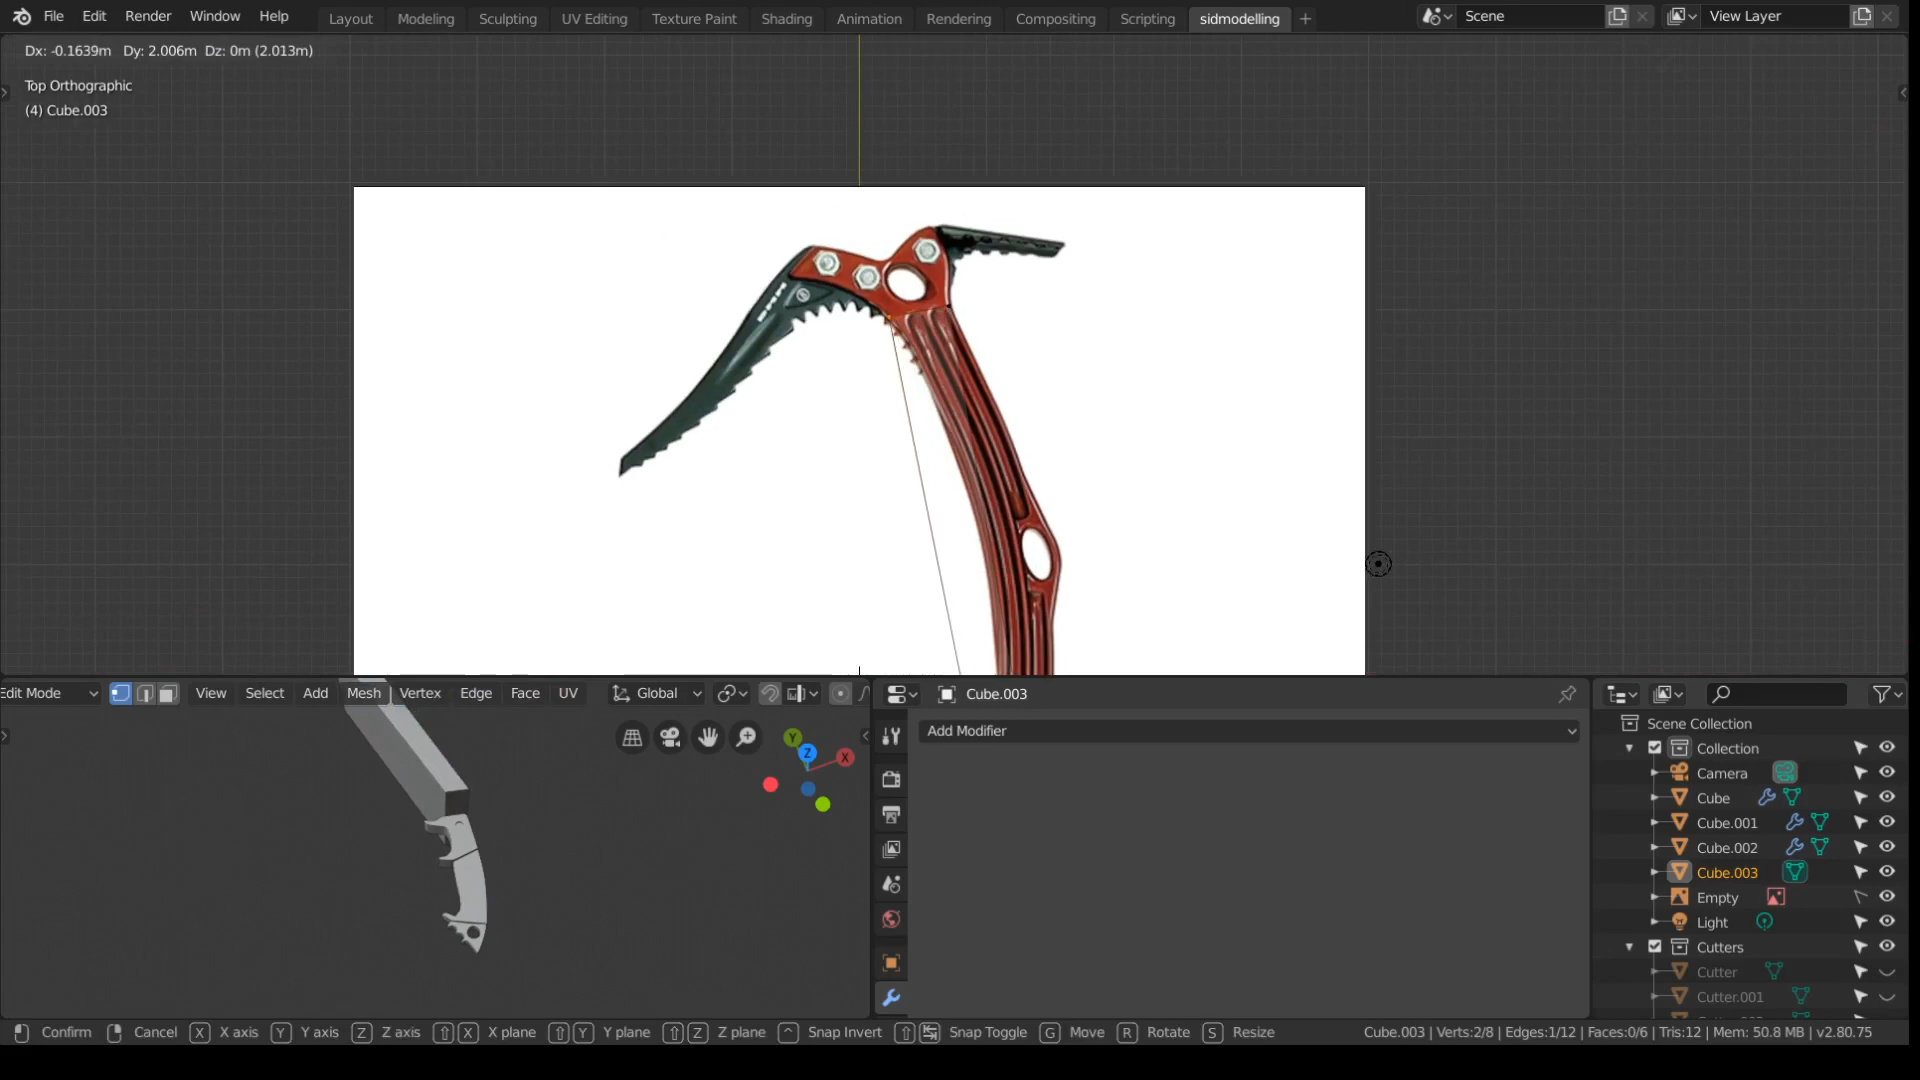 File Edit Render Window Help Layout Modeling Sculpting UV Editing Texture Paint Shading Animation Rendering Compositing Scripting sidmodelling + Scene View Layer
Dx: -0.1639m Dy: 2.006m Dz: 0m (2.013m)
Top Orthographic
(4) Cube.003
Edit Mode View Select Add Mesh Vertex Edge Face UV Global
Cube.003
Add Modifier
Y
Z
X
Scene Collection
Collection
Camera
Cube
Cube.001
Cube.002
Cube.003
Empty
Light
Cutters
Cutter
Cutter.001
Confirm Cancel X X axis Y Y axis Z Z axis X X plane Y Y plane Z Z plane ^ Snap Invert Snap Toggle G Move R Rotate S Resize Cube.003 | Verts:2/8 | Edges:1/12 | Faces:0/6 | Tris:12 | Mem: 50.8 MB | v2.80.75